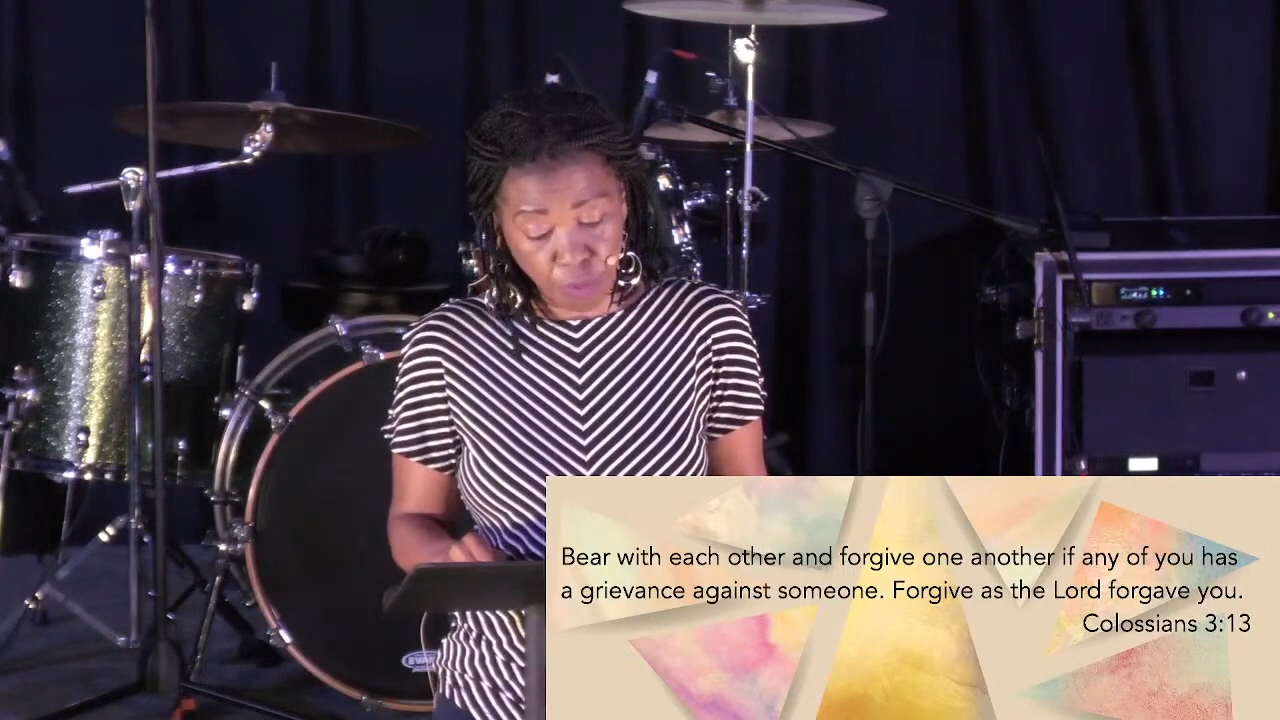 Bear with each other and forgive one another if any of you has
a grievance against someone. Forgive as the Lord forgave you.
Colossians 3:13
EVANS